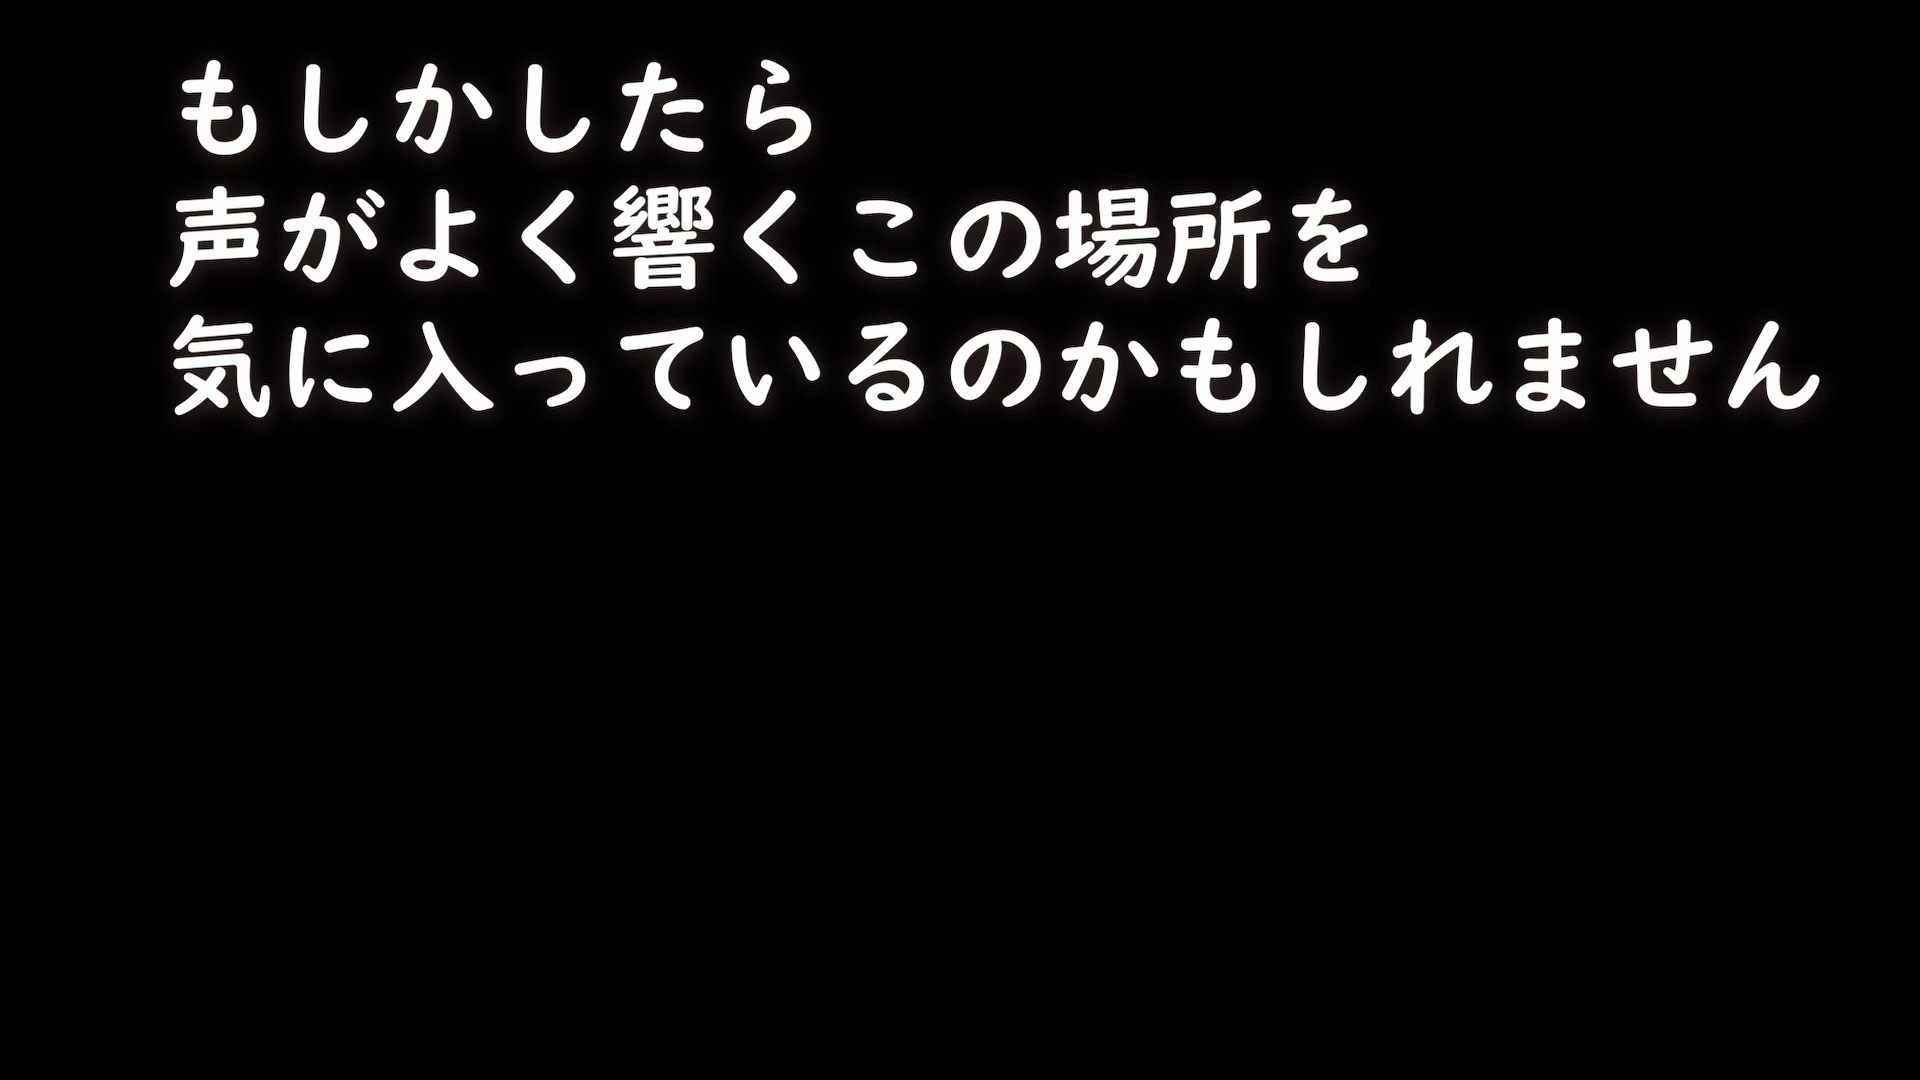 もしかしたら
声がよく響くこの場所を
気に入っているのかもしれません